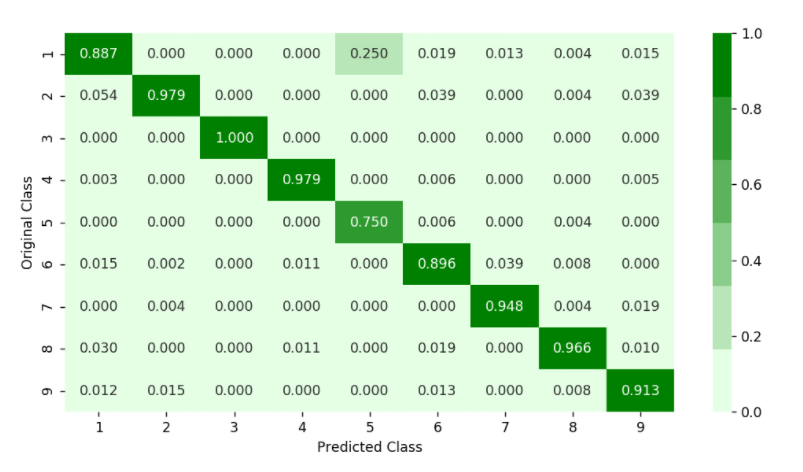 1 0.887 0.000 0.000 0.000 0.250 0.019 0.013 0.004 0.015
2 0.054 0.979 0.000 0.000 0.000 0.039 0.000 0.004 0.039
3 0.000 0.000 1.000 0.000 0.000 0.000 0.000 0.000 0.000
4 0.003 0.000 0.000 0.979 0.000 0.006 0.000 0.000 0.005
5 0.000 0.000 0.000 0.000 0.750 0.006 0.000 0.004 0.000
6 0.015 0.002 0.000 0.011 0.000 0.896 0.039 0.008 0.000
7 0.000 0.004 0.000 0.000 0.000 0.000 0.948 0.004 0.019
8 0.030 0.000 0.000 0.011 0.000 0.019 0.000 0.966 0.010
9 0.012 0.015 0.000 0.000 0.000 0.013 0.000 0.008 0.913
1 2 3 4 5 6 7 8 9
Predicted Class
Original Class
1.0
0.8
0.6
0.4
0.2
0.0